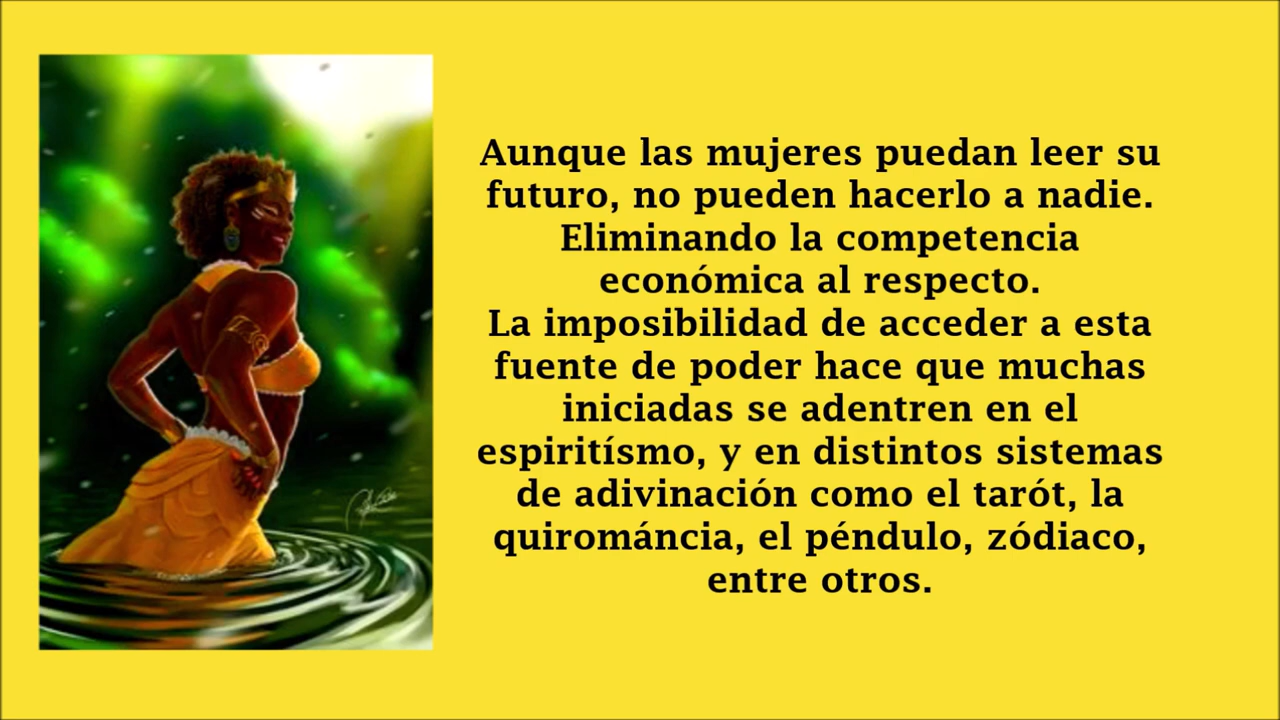 Aunque las mujeres puedan leer su
futuro, no pueden hacerlo a nadie.
Eliminando la competencia
económica al respecto.
La imposibilidad de acceder a esta
fuente de poder hace que muchas
iniciadas se adentren en el
espiritísmo, y en distintos sistemas
de adivinación como el tarót, la
quirománcia, el péndulo, zódiaco,
entre otros.